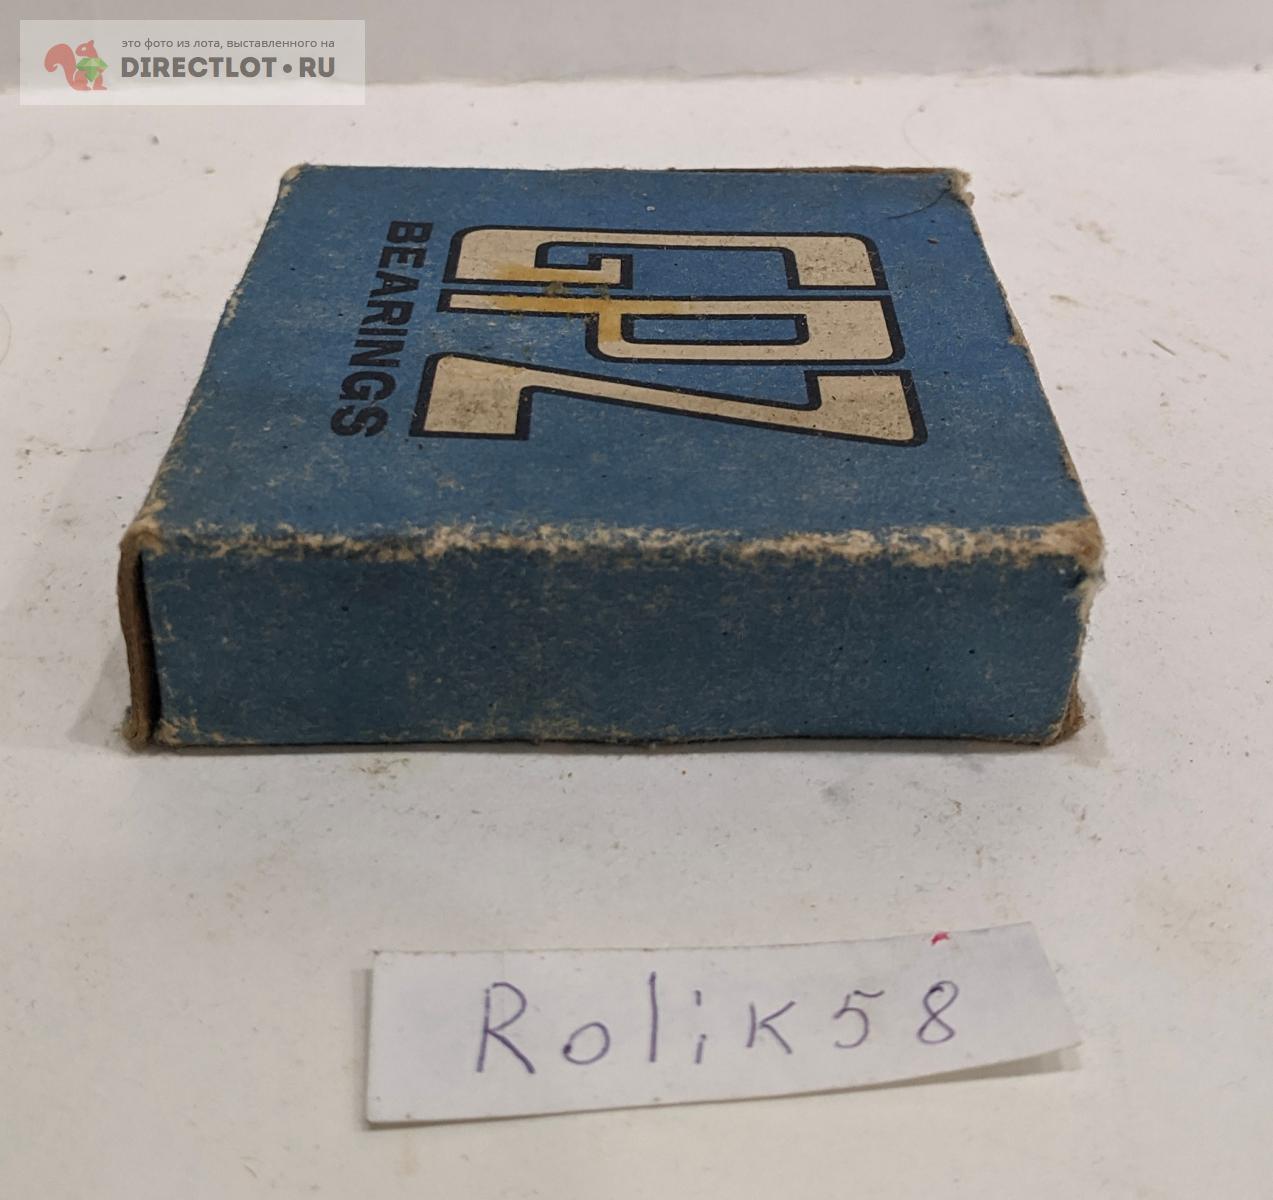 это фото из лота, выставленного на
DIRECTLOT•RU
GPZ
BEARINGS
Rolik58